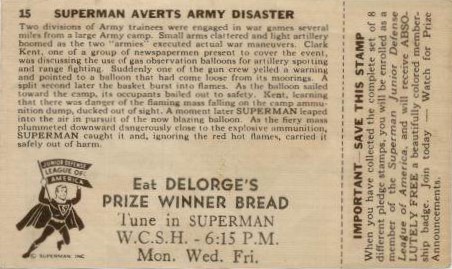 15 SUPERMAN AVERTS ARMY DISASTER
Two divisions of Army trainees were engaged in war games several
miles from a large Army camp. Small arms clattered and light artillery
boomed as the two "armies" executed actual war maneuvers. Clark
Kent, one of a group of newspapermen present to cover the event,
was discussing the use of gas observation balloons for artillery spotting
and range fighting. Suddenly one of the gun crew yelled a warning
and pointed to a balloon that had come loose from its moorings. A
split second later the basket burst into flames. As the balloon sailed
toward the camp, its occupants bailed out to safety. Kent, learning
that there was danger of the flaming mass falling on the camp ammu-
nition dump, ducked out of sight. A moment later SUPERMAN leaped
into the air in pursuit of the now blazing balloon. As the fiery mass
plummeted downward dangerously close to the explosive ammunition,
SUPERMAN caught it and, ignoring the red hot flames, carried it
safely out of harm.
JUNIOR DEFENSE
LEAGUE OF
AMERICA
© SUPERMAN INC
Eat DELORGE'S
PRIZE WINNER BREAD
Tune in SUPERMAN
W.C.S.H. - 6:15 P.M.
Mon. Wed. Fri.
IMPORTANT—SAVE THIS STAMP
When you have collected the complete set of 8
different pledge stamps, you will be enrolled as a
member of the Superman Junior Defense
League of America, and will receive ABSO-
LUTELY FREE a beautifully colored member-
ship badge. Join today — Watch for Prize
Announcements.